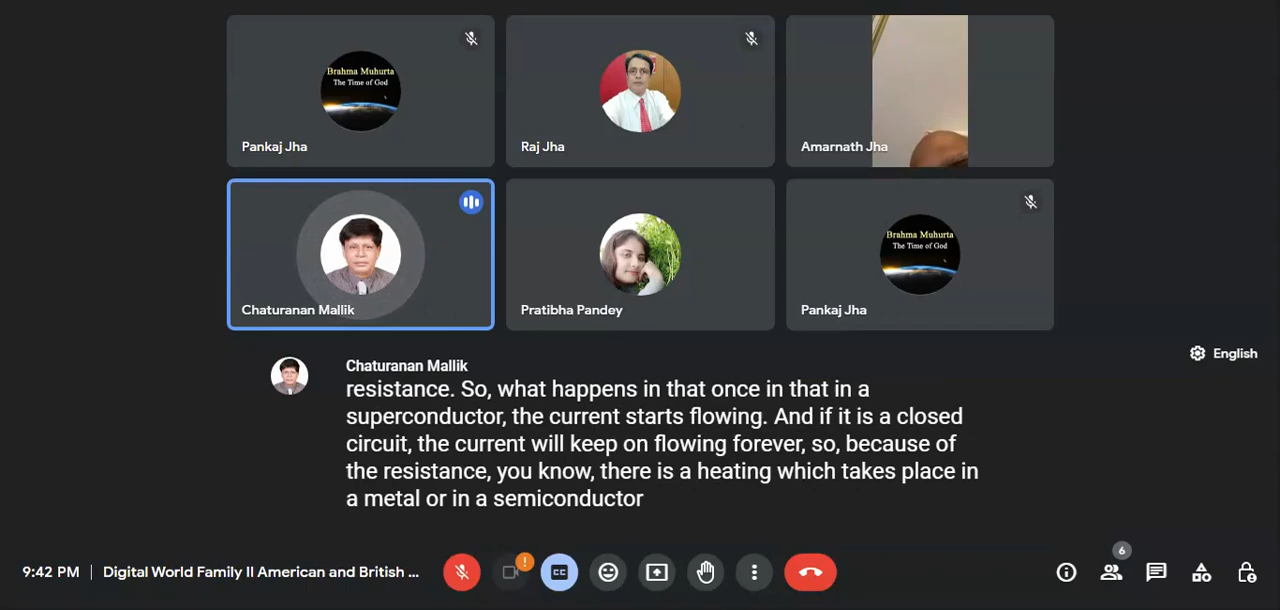 Brahma Muhurta
The Time of God
Pankaj Jha
Raj Jha
Amarnath Jha
Chaturanan Mallik
Pratibha Pandey
Brahma Muhurta
The Time of God
Pankaj Jha
English
Chaturanan Mallik
resistance. So, what happens in that once in that in a
superconductor, the current starts flowing. And if it is a closed
circuit, the current will keep on flowing forever, so, because of
the resistance, you know, there is a heating which takes place in
a metal or in a semiconductor
6
9:42 PM | Digital World Family II American and British ...